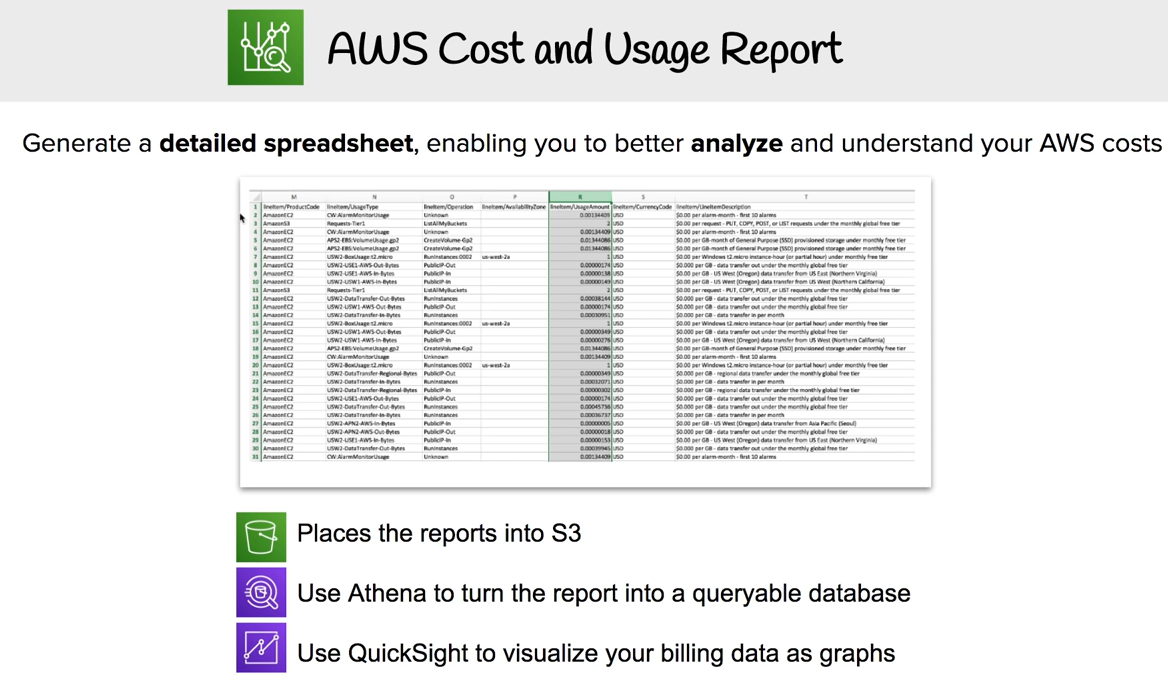 AWS Cost and Usage Report
Generate a detailed spreadsheet, enabling you to better analyze and understand your AWS costs
M N O P R S T
1 lineItem/ProductCode lineItem/UsageType lineItem/Operation lineItem/AvailabilityZone lineItem/UsageAmount lineItem/CurrencyCode lineItem/LineItemDescription
2 AmazonEC2 CW:AlarmMonitorUsage Unknown 0.00134409 USD $0.00 per alarm-month - first 10 alarms
3 AmazonS3 Requests-Tier1 ListAllMyBuckets 2 USD $0.00 per request - PUT, COPY, POST, or LIST requests under the monthly global free tier
4 AmazonEC2 CW:AlarmMonitorUsage Unknown 0.00134409 USD $0.00 per alarm-month - first 10 alarms
5 AmazonEC2 APS2-EBS:VolumeUsage.gp2 CreateVolume-Gp2 0.01344086 USD $0.00 per GB-month of General Purpose (SSD) provisioned storage under monthly free tier
6 AmazonEC2 APS2-EBS:VolumeUsage.gp2 CreateVolume-Gp2 0.01344086 USD $0.00 per GB-month of General Purpose (SSD) provisioned storage under monthly free tier
7 AmazonEC2 USW2-BoxUsage:t2.micro RunInstances:0002 us-west-2a 1 USD $0.00 per Windows t2.micro instance-hour (or partial hour) under monthly free tier
8 AmazonEC2 USW2-USE1-AWS-Out-Bytes PublicIP-Out 0.00000174 USD $0.000 per GB - data transfer out under the monthly global free tier
9 AmazonEC2 USW2-USE1-AWS-In-Bytes PublicIP-In 0.00000138 USD $0.00 per GB - US West (Oregon) data transfer from US East (Northern Virginia)
10 AmazonEC2 USW2-USW1-AWS-In-Bytes PublicIP-In 0.00000149 USD $0.00 per GB - US West (Oregon) data transfer from US West (Northern California)
11 AmazonS3 Requests-Tier1 ListAllMyBuckets 2 USD $0.00 per request - PUT, COPY, POST, or LIST requests under the monthly global free tier
12 AmazonEC2 USW2-DataTransfer-Out-Bytes RunInstances 0.00038144 USD $0.000 per GB - data transfer out under the monthly global free tier
13 AmazonEC2 USW2-USW1-AWS-Out-Bytes PublicIP-Out 0.00000174 USD $0.000 per GB - data transfer out under the monthly global free tier
14 AmazonEC2 USW2-DataTransfer-In-Bytes RunInstances 0.00030951 USD $0.000 per GB - data transfer in per month
15 AmazonEC2 USW2-BoxUsage:t2.micro RunInstances:0002 us-west-2a 1 USD $0.00 per Windows t2.micro instance-hour (or partial hour) under monthly free tier
16 AmazonEC2 USW2-USW1-AWS-Out-Bytes PublicIP-Out 0.00000349 USD $0.000 per GB - data transfer out under the monthly global free tier
17 AmazonEC2 USW2-USW1-AWS-In-Bytes PublicIP-In 0.00000276 USD $0.00 per GB - US West (Oregon) data transfer from US West (Northern California)
18 AmazonEC2 APS2-EBS:VolumeUsage.gp2 CreateVolume-Gp2 0.01344086 USD $0.00 per GB-month of General Purpose (SSD) provisioned storage under monthly free tier
19 AmazonEC2 CW:AlarmMonitorUsage Unknown 0.00134409 USD $0.00 per alarm-month - first 10 alarms
20 AmazonEC2 USW2-BoxUsage:t2.micro RunInstances:0002 us-west-2a 1 USD $0.00 per Windows t2.micro instance-hour (or partial hour) under monthly free tier
21 AmazonEC2 USW2-DataTransfer-Regional-Bytes PublicIP-Out 0.00000949 USD $0.000 per GB - regional data transfer under the monthly global free tier
22 AmazonEC2 USW2-DataTransfer-In-Bytes RunInstances 0.00032071 USD $0.000 per GB - data transfer in per month
23 AmazonEC2 USW2-DataTransfer-Regional-Bytes PublicIP-In 0.00000302 USD $0.000 per GB - regional data transfer under the monthly global free tier
24 AmazonEC2 USW2-USE1-AWS-Out-Bytes PublicIP-Out 0.00000174 USD $0.000 per GB - data transfer out under the monthly global free tier
25 AmazonEC2 USW2-DataTransfer-Out-Bytes RunInstances 0.00045736 USD $0.000 per GB - data transfer out under the monthly global free tier
26 AmazonEC2 USW2-DataTransfer-In-Bytes RunInstances 0.00036737 USD $0.000 per GB - data transfer in per month
27 AmazonEC2 USW2-APN2-AWS-In-Bytes PublicIP-In 0.00000005 USD $0.00 per GB - US West (Oregon) data transfer from Asia Pacific (Seoul)
28 AmazonEC2 USW2-APN2-AWS-Out-Bytes PublicIP-Out 0.00000018 USD $0.000 per GB - data transfer out under the monthly global free tier
29 AmazonEC2 USW2-USE1-AWS-In-Bytes PublicIP-In 0.00000153 USD $0.00 per GB - US West (Oregon) data transfer from US East (Northern Virginia)
30 AmazonEC2 USW2-DataTransfer-Out-Bytes RunInstances 0.00039945 USD $0.000 per GB - data transfer out under the monthly global free tier
31 AmazonEC2 CW:AlarmMonitorUsage Unknown 0.00134409 USD $0.00 per alarm-month - first 10 alarms
Places the reports into S3
Use Athena to turn the report into a queryable database
Use QuickSight to visualize your billing data as graphs